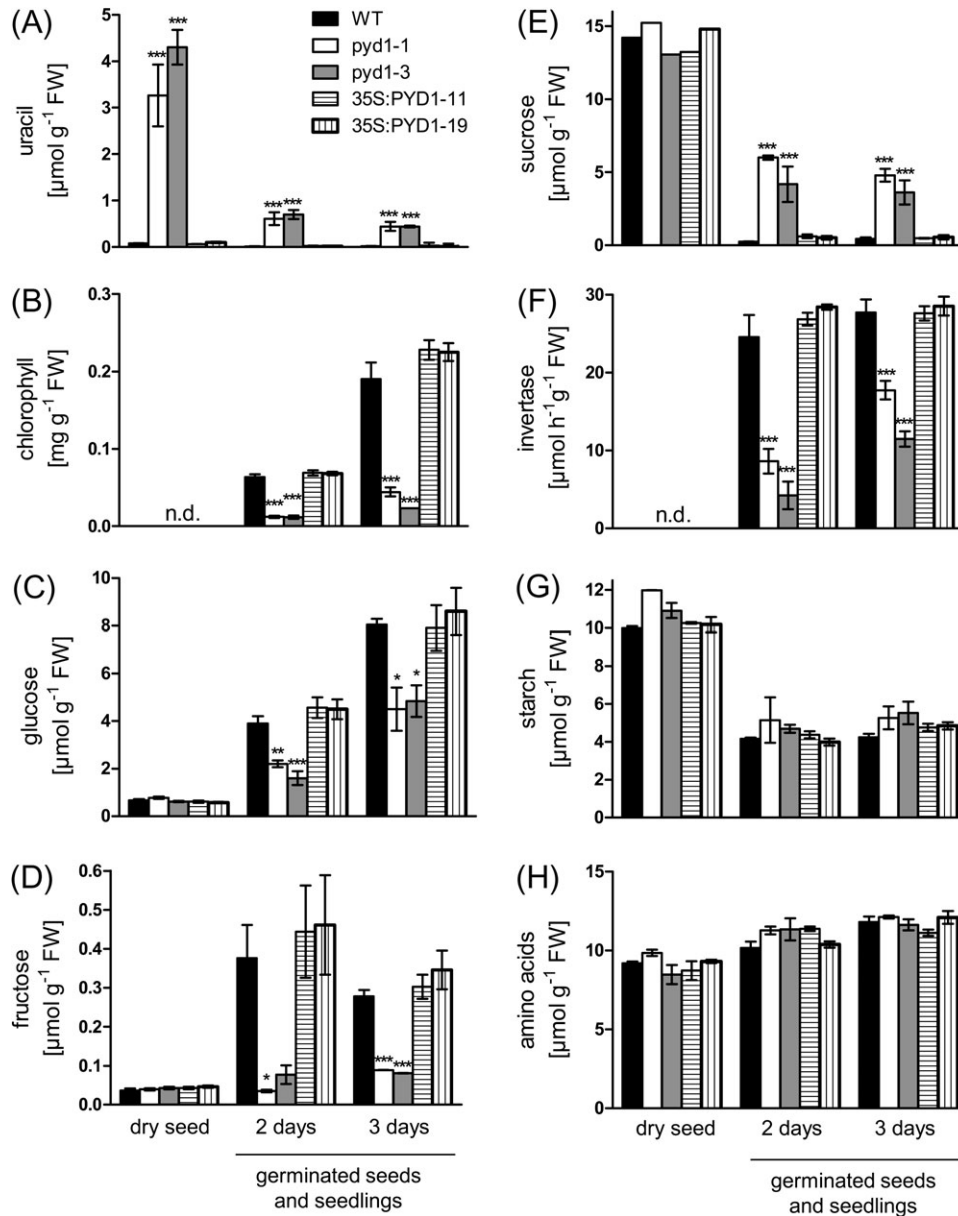 (A)
uracil
[µmol g⁻¹ FW]
5
4
3
2
1
0
***
***
***
***
***
***
WT
pyd1-1
pyd1-3
35S:PYD1-11
35S:PYD1-19
(B)
chlorophyll
[mg g⁻¹ FW]
0.3
0.2
0.1
0.0
n.d.
***
***
***
***
(C)
glucose
[µmol g⁻¹ FW]
10
8
6
4
2
0
**
***
*
*
(D)
fructose
[µmol g⁻¹ FW]
0.6
0.5
0.4
0.3
0.2
0.1
0.0
*
***
***
dry seed
2 days
3 days
germinated seeds
and seedlings
(E)
sucrose
[µmol g⁻¹ FW]
15
10
5
0
***
***
***
***
(F)
invertase
[µmol h⁻¹g⁻¹ FW]
30
20
10
0
n.d.
***
***
***
***
(G)
starch
[µmol g⁻¹ FW]
12
10
8
6
4
2
0
(H)
amino acids
[µmol g⁻¹ FW]
15
10
5
0
dry seed
2 days
3 days
germinated seeds
and seedlings